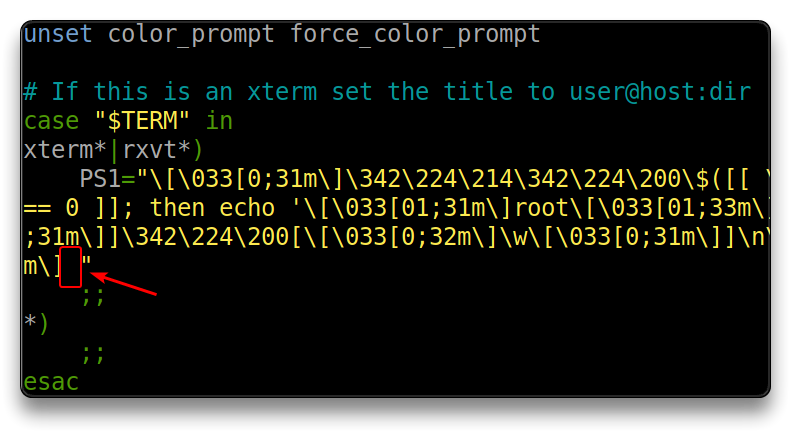 unset color_prompt force_color_prompt
# If this is an xterm set the title to user@host:dir
case "$TERM" in
xterm*|rxvt*)
    PS1="\[\033[0;31m\]\342\224\214\342\224\200\$([[ \
== 0 ]]; then echo '\[\033[01;31m\]root\[\033[01;33m\]
;31m\]]\342\224\200[\[\033[0;32m\]\w\[\033[0;31m\]]\n\
m\] "
    ;;
*)
    ;;
esac